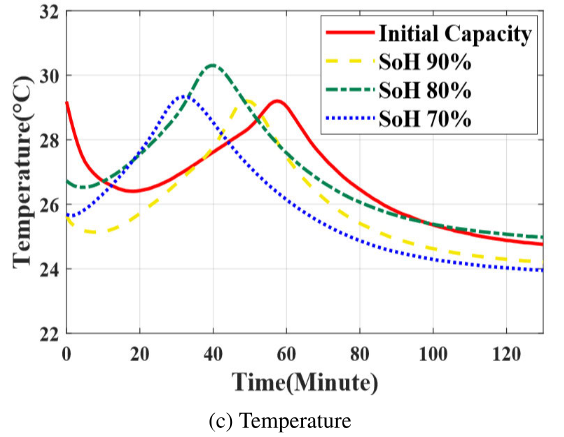 32
30
28
26
24
22
Temperature(°C)
Initial Capacity
SoH 90%
SoH 80%
SoH 70%
0 20 40 60 80 100 120
Time(Minute)
(c) Temperature